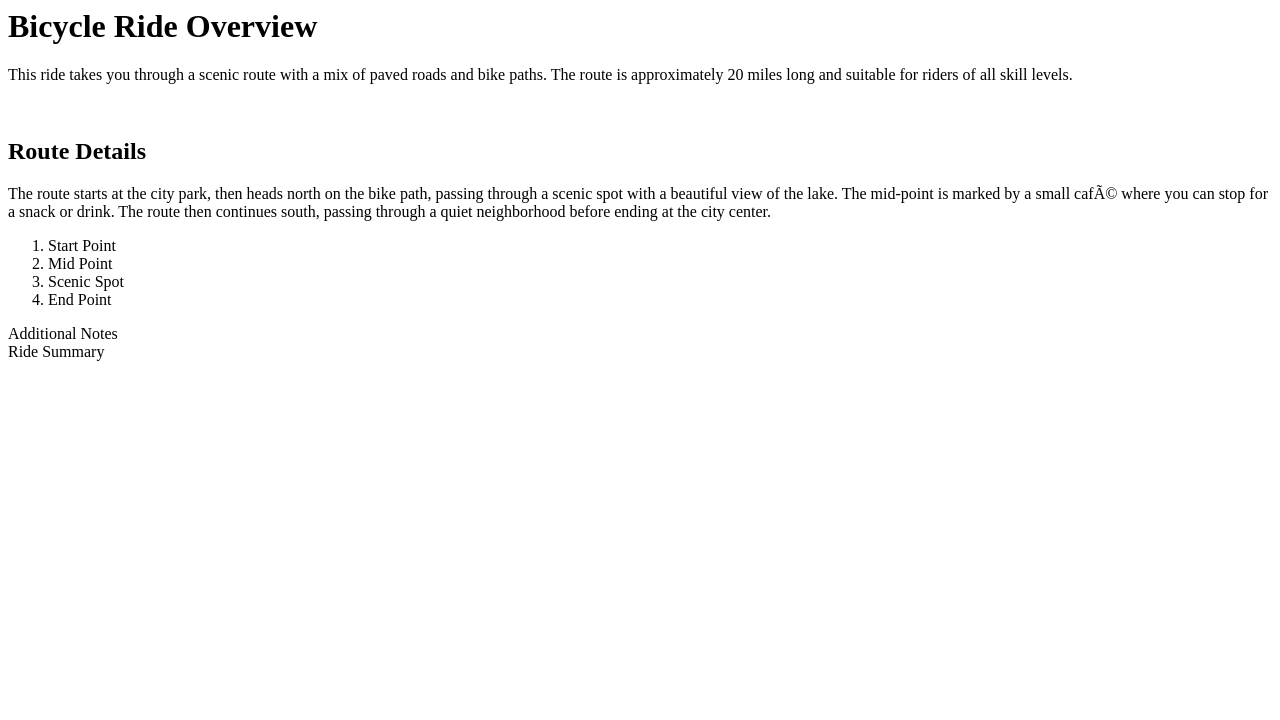 Bicycle Ride Overview
This ride takes you through a scenic route with a mix of paved roads and bike paths. The route is approximately 20 miles long and suitable for riders of all skill levels.
Route Details
The route starts at the city park, then heads north on the bike path, passing through a scenic spot with a beautiful view of the lake. The mid-point is marked by a small cafÃ© where you can stop for
a snack or drink. The route then continues south, passing through a quiet neighborhood before ending at the city center.
1. Start Point
2. Mid Point
3. Scenic Spot
4. End Point
Additional Notes
Ride Summary